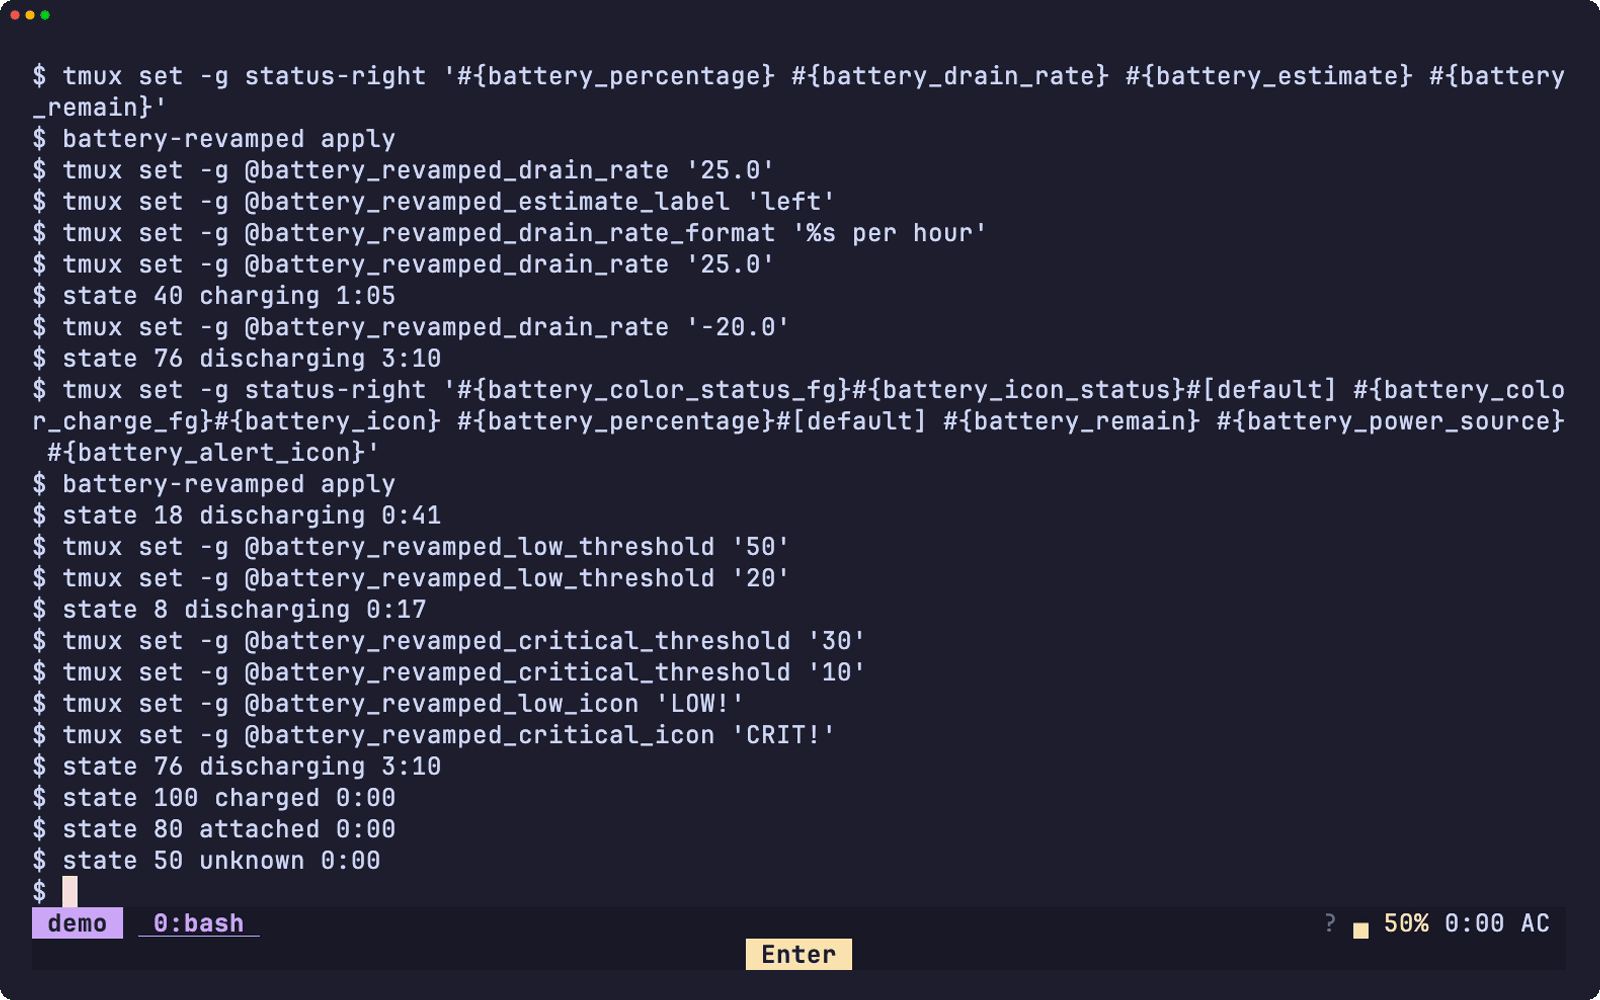 $ tmux set -g status-right '#{battery_percentage} #{battery_drain_rate} #{battery_estimate} #{battery
_remain}'
$ battery-revamped apply
$ tmux set -g @battery_revamped_drain_rate '25.0'
$ tmux set -g @battery_revamped_estimate_label 'left'
$ tmux set -g @battery_revamped_drain_rate_format '%s per hour'
$ tmux set -g @battery_revamped_drain_rate '25.0'
$ state 40 charging 1:05
$ tmux set -g @battery_revamped_drain_rate '-20.0'
$ state 76 discharging 3:10
$ tmux set -g status-right '#{battery_color_status_fg}#{battery_icon_status}#[default] #{battery_colo
r_charge_fg}#{battery_icon} #{battery_percentage}#[default] #{battery_remain} #{battery_power_source}
 #{battery_alert_icon}'
$ battery-revamped apply
$ state 18 discharging 0:41
$ tmux set -g @battery_revamped_low_threshold '50'
$ tmux set -g @battery_revamped_low_threshold '20'
$ state 8 discharging 0:17
$ tmux set -g @battery_revamped_critical_threshold '30'
$ tmux set -g @battery_revamped_critical_threshold '10'
$ tmux set -g @battery_revamped_low_icon 'LOW!'
$ tmux set -g @battery_revamped_critical_icon 'CRIT!'
$ state 76 discharging 3:10
$ state 100 charged 0:00
$ state 80 attached 0:00
$ state 50 unknown 0:00
$
demo 0:bash ? ▄ 50% 0:00 AC
Enter